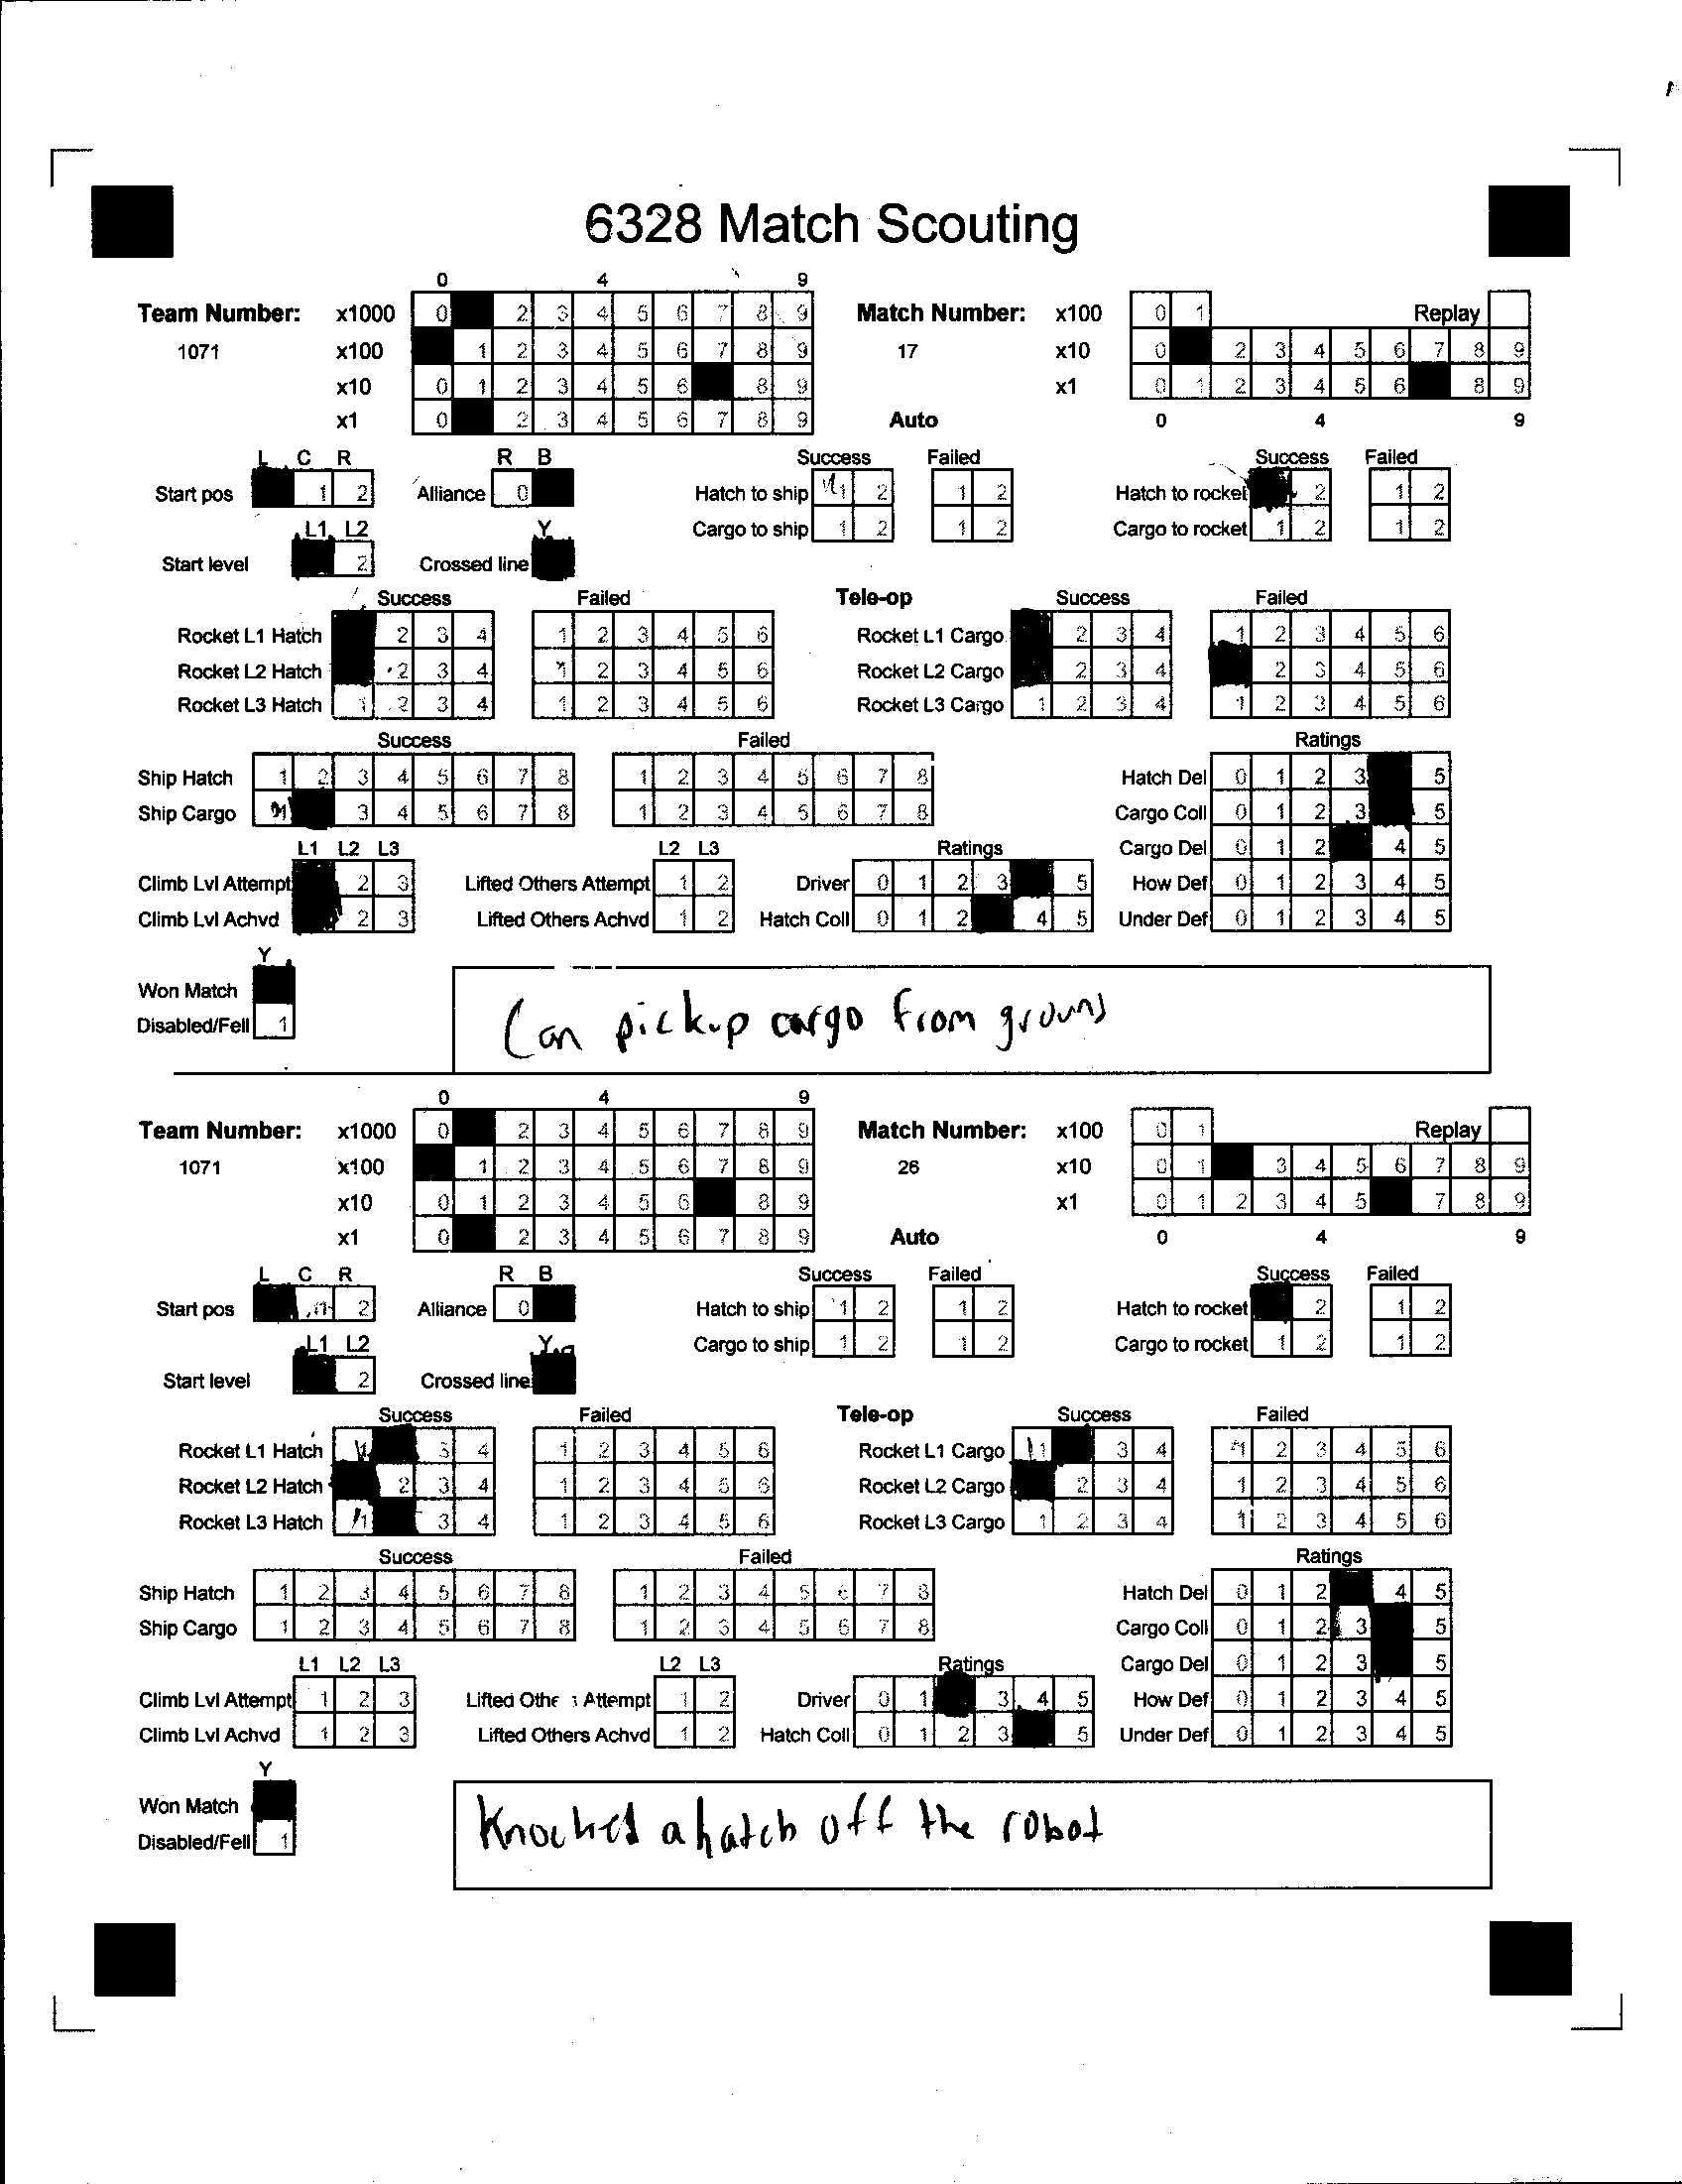 6328 Match Scouting
0 4 9
Team Number: x1000 0 2 3 4 5 6 7 8 9 Match Number: x100 0 1 Replay
1071 x100 1 2 3 4 5 6 7 8 9 17 x10 0 2 3 4 5 6 7 8 9
x10 0 1 2 3 4 5 6 8 9 x1 0 1 2 3 4 5 6 8 9
x1 0 2 3 4 5 6 7 8 9 Auto 0 4 9
L C R R B Success Failed Success Failed
Start pos 1 2 Alliance 0 Hatch to ship 1 2 1 2 Hatch to rocket 2 1 2
Cargo to ship 1 2 1 2 Cargo to rocket 1 2 1 2
L1 L2 Y
Start level 2 Crossed line
Success Failed Tele-op Success Failed
Rocket L1 Hatch 2 3 4 1 2 3 4 5 6 Rocket L1 Cargo 2 3 4 1 2 3 4 5 6
Rocket L2 Hatch 2 3 4 1 2 3 4 5 6 Rocket L2 Cargo 2 3 4 2 3 4 5 6
Rocket L3 Hatch 1 2 3 4 1 2 3 4 5 6 Rocket L3 Cargo 1 2 3 4 1 2 3 4 5 6
Success Failed Ratings
Ship Hatch 1 2 3 4 5 6 7 8 1 2 3 4 5 6 7 8 Hatch Del 0 1 2 3 5
Ship Cargo 1 3 4 5 6 7 8 1 2 3 4 5 6 7 8 Cargo Coll 0 1 2 3 5
L1 L2 L3 L2 L3 Ratings Cargo Del 0 1 2 4 5
Climb Lvl Attempt 2 3 Lifted Others Attempt 1 2 Driver 0 1 2 3 5 How Def 0 1 2 3 4 5
Climb Lvl Achvd 2 3 Lifted Others Achvd 1 2 Hatch Coll 0 1 2 4 5 Under Def 0 1 2 3 4 5
Y
Won Match
Disabled/Fell 1
Can pickup cargo from ground
0 4 9
Team Number: x1000 0 2 3 4 5 6 7 8 9 Match Number: x100 0 1 Replay
1071 x100 1 2 3 4 5 6 7 8 9 26 x10 0 1 3 4 5 6 7 8 9
x10 0 1 2 3 4 5 6 8 9 x1 0 1 2 3 4 5 7 8 9
x1 0 2 3 4 5 6 7 8 9 Auto 0 4 9
L C R R B Success Failed Success Failed
Start pos 1 2 Alliance 0 Hatch to ship 1 2 1 2 Hatch to rocket 2 1 2
Cargo to ship 1 2 1 2 Cargo to rocket 1 2 1 2
L1 L2 Y
Start level 2 Crossed line
Success Failed Tele-op Success Failed
Rocket L1 Hatch 1 3 4 1 2 3 4 5 6 Rocket L1 Cargo 1 3 4 1 2 3 4 5 6
Rocket L2 Hatch 2 3 4 1 2 3 4 5 6 Rocket L2 Cargo 2 3 4 1 2 3 4 5 6
Rocket L3 Hatch 1 3 4 1 2 3 4 5 6 Rocket L3 Cargo 1 2 3 4 1 2 3 4 5 6
Success Failed Ratings
Ship Hatch 1 2 3 4 5 6 7 8 1 2 3 4 5 6 7 8 Hatch Del 0 1 2 4 5
Ship Cargo 1 2 3 4 5 6 7 8 1 2 3 4 5 6 7 8 Cargo Coll 0 1 2 3 5
L1 L2 L3 L2 L3 Ratings Cargo Del 0 1 2 3 5
Climb Lvl Attempt 1 2 3 Lifted Others Attempt 1 2 Driver 0 1 3 4 5 How Def 0 1 2 3 4 5
Climb Lvl Achvd 1 2 3 Lifted Others Achvd 1 2 Hatch Coll 0 1 2 3 5 Under Def 0 1 2 3 4 5
Y
Won Match
Disabled/Fell 1
Knocked a hatch off the robot